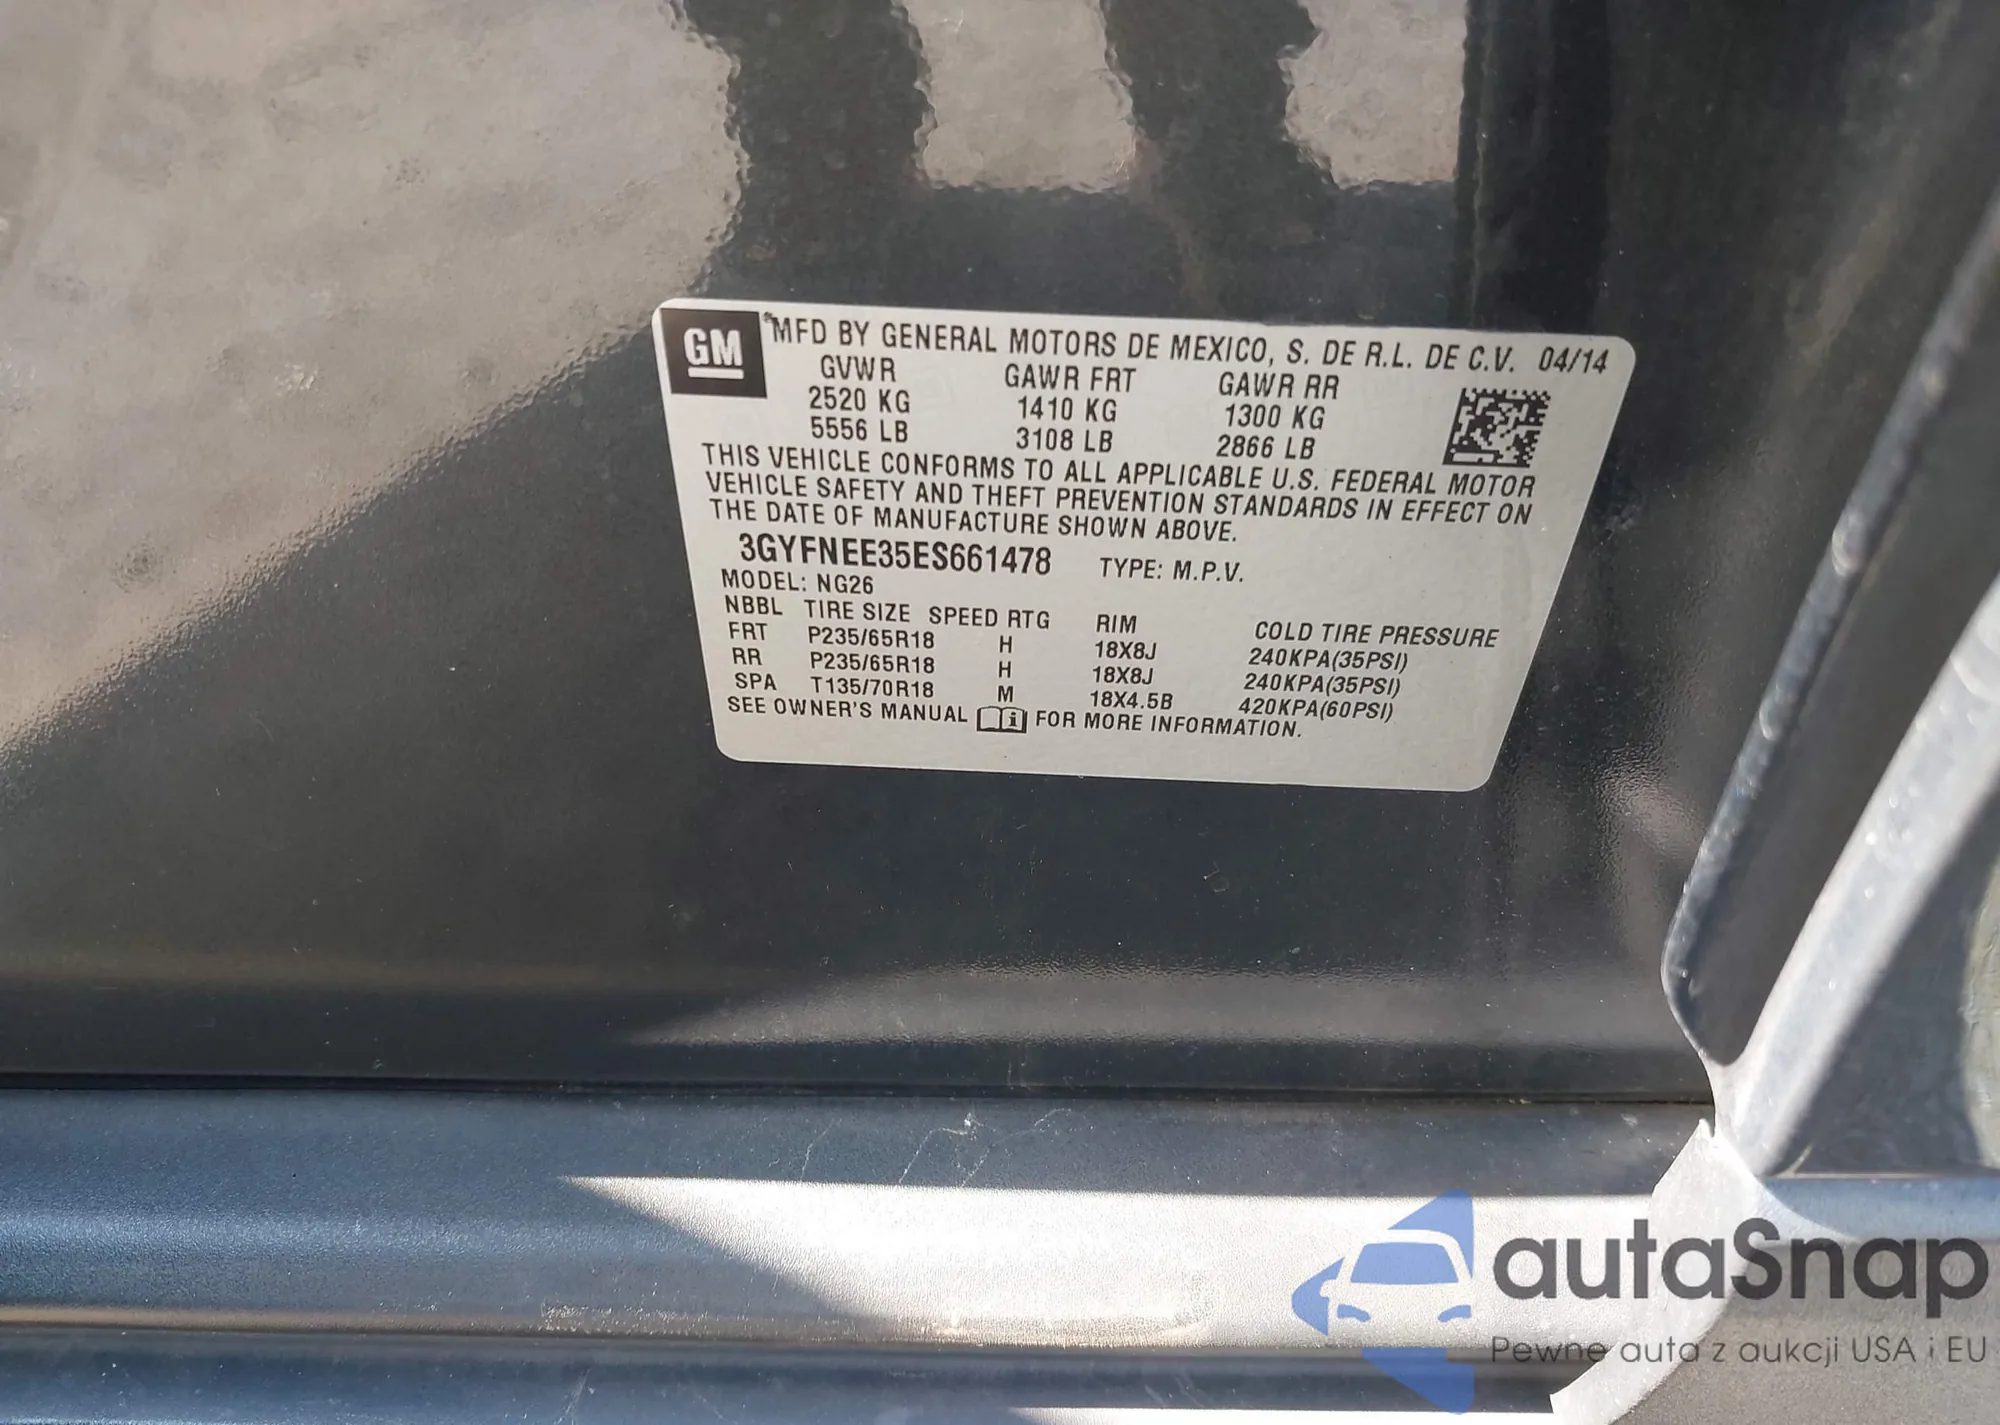 GM
MFD BY GENERAL MOTORS DE MEXICO, S. DE R.L. DE C.V. 04/14
GVWR GAWR FRT GAWR RR
2520 KG 1410 KG 1300 KG
5556 LB 3108 LB 2866 LB
THIS VEHICLE CONFORMS TO ALL APPLICABLE U.S. FEDERAL MOTOR
VEHICLE SAFETY AND THEFT PREVENTION STANDARDS IN EFFECT ON
THE DATE OF MANUFACTURE SHOWN ABOVE.
3GYFNEE35ES661478 TYPE: M.P.V.
MODEL: NG26
NBBL TIRE SIZE SPEED RTG RIM COLD TIRE PRESSURE
FRT P235/65R18 H 18X8J 240KPA(35PSI)
RR P235/65R18 H 18X8J 240KPA(35PSI)
SPA T135/70R18 M 18X4.5B 420KPA(60PSI)
SEE OWNER'S MANUAL i FOR MORE INFORMATION.
autaSnap
Pewne auta z aukcji USA i EU